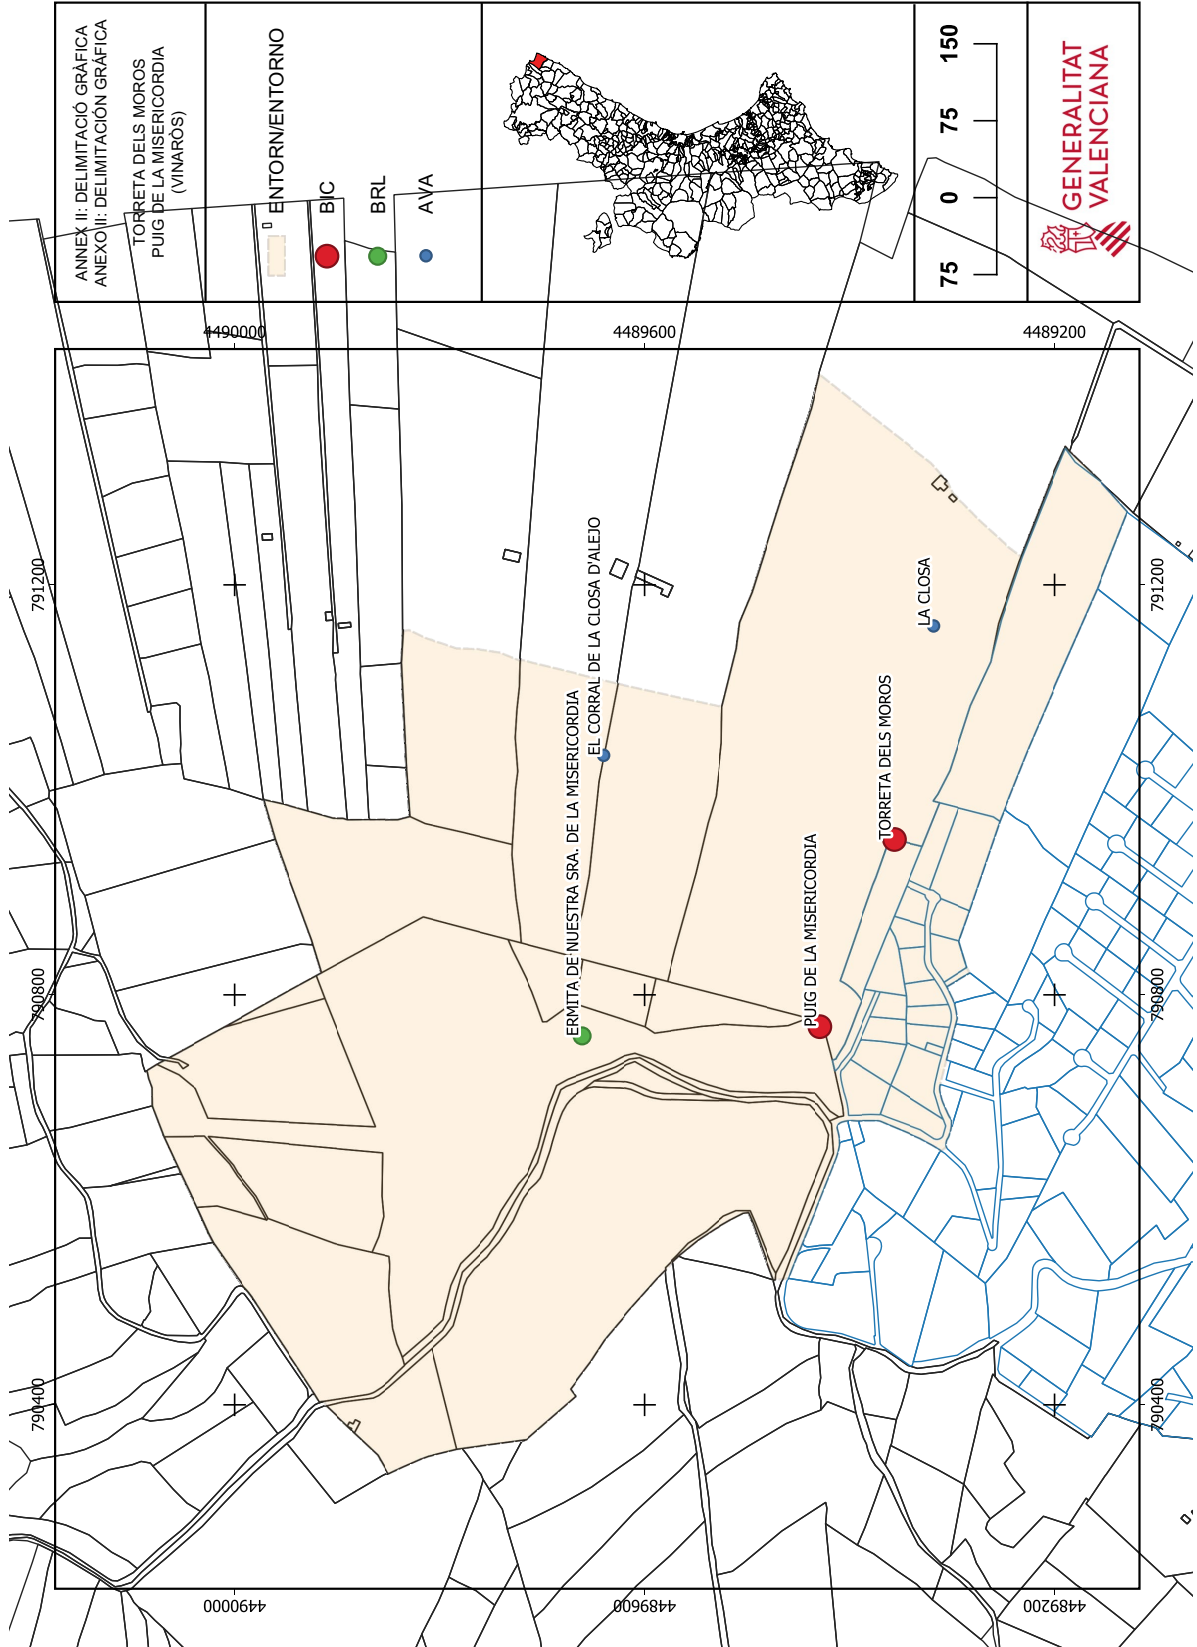 ANNEX II: DELIMITACIÓ GRÀFICA
ANEXO II: DELIMITACIÓN GRÁFICA
TORRETA DELS MOROS
PUIG DE LA MISERICORDIA
(VINARÒS)
ENTORN/ENTORNO
BIC
BRL
AVA
75 0 75 150
GENERALITAT
VALENCIANA
4490000
4489600
4489200
791200
790800
790400
791200
790800
790400
4490000
4489600
4489200
ERMITA DE NUESTRA SRA. DE LA MISERICORDIA
EL CORRAL DE LA CLOSA D'ALEJO
LA CLOSA
TORRETA DELS MOROS
PUIG DE LA MISERICORDIA